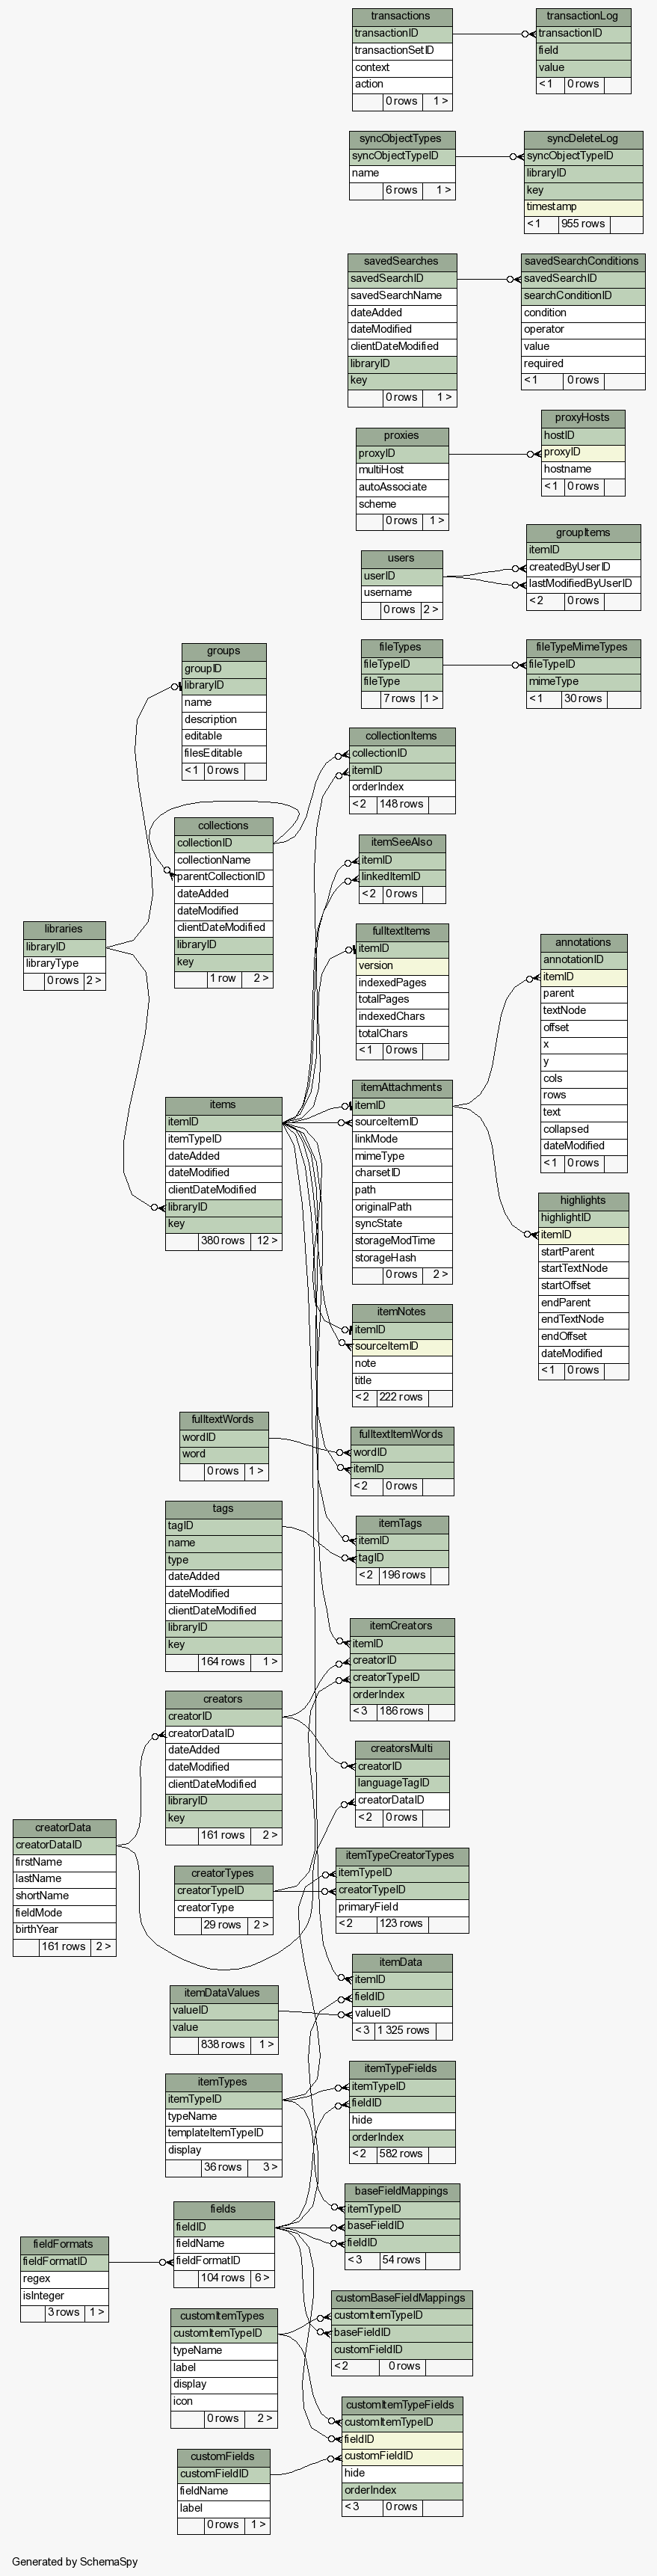 transactions
transactionID
transactionSetID
context
action
0 rows 1 >
transactionLog
transactionID
field
value
< 1 0 rows
syncObjectTypes
syncObjectTypeID
name
6 rows 1 >
syncDeleteLog
syncObjectTypeID
libraryID
key
timestamp
< 1 955 rows
savedSearches
savedSearchID
savedSearchName
dateAdded
dateModified
clientDateModified
libraryID
key
0 rows 1 >
savedSearchConditions
savedSearchID
searchConditionID
condition
operator
value
required
< 1 0 rows
proxies
proxyID
multiHost
autoAssociate
scheme
0 rows 1 >
proxyHosts
hostID
proxyID
hostname
< 1 0 rows
users
userID
username
0 rows 2 >
groupItems
itemID
createdByUserID
lastModifiedByUserID
< 2 0 rows
groups
groupID
libraryID
name
description
editable
filesEditable
< 1 0 rows
fileTypes
fileTypeID
fileType
7 rows 1 >
fileTypeMimeTypes
fileTypeID
mimeType
< 1 30 rows
collectionItems
collectionID
itemID
orderIndex
< 2 148 rows
collections
collectionID
collectionName
parentCollectionID
dateAdded
dateModified
clientDateModified
libraryID
key
1 row 2 >
itemSeeAlso
itemID
linkedItemID
< 2 0 rows
libraries
libraryID
libraryType
0 rows 2 >
fulltextItems
itemID
version
indexedPages
totalPages
indexedChars
totalChars
< 1 0 rows
annotations
annotationID
itemID
parent
textNode
offset
x
y
cols
rows
text
collapsed
dateModified
< 1 0 rows
items
itemID
itemTypeID
dateAdded
dateModified
clientDateModified
libraryID
key
380 rows 12 >
itemAttachments
itemID
sourceItemID
linkMode
mimeType
charsetID
path
originalPath
syncState
storageModTime
storageHash
0 rows 2 >
highlights
highlightID
itemID
startParent
startTextNode
startOffset
endParent
endTextNode
endOffset
dateModified
< 1 0 rows
itemNotes
itemID
sourceItemID
note
title
< 2 222 rows
fulltextWords
wordID
word
0 rows 1 >
fulltextItemWords
wordID
itemID
< 2 0 rows
tags
tagID
name
type
dateAdded
dateModified
clientDateModified
libraryID
key
164 rows 1 >
itemTags
itemID
tagID
< 2 196 rows
itemCreators
itemID
creatorID
creatorTypeID
orderIndex
< 3 186 rows
creators
creatorID
creatorDataID
dateAdded
dateModified
clientDateModified
libraryID
key
161 rows 2 >
creatorsMulti
creatorID
languageTagID
creatorDataID
< 2 0 rows
creatorData
creatorDataID
firstName
lastName
shortName
fieldMode
birthYear
161 rows 2 >
creatorTypes
creatorTypeID
creatorType
29 rows 2 >
itemTypeCreatorTypes
itemTypeID
creatorTypeID
primaryField
< 2 123 rows
itemData
itemID
fieldID
valueID
< 3 1 325 rows
itemDataValues
valueID
value
838 rows 1 >
itemTypes
itemTypeID
typeName
templateItemTypeID
display
36 rows 3 >
itemTypeFields
itemTypeID
fieldID
hide
orderIndex
< 2 582 rows
baseFieldMappings
itemTypeID
baseFieldID
fieldID
< 3 54 rows
fields
fieldID
fieldName
fieldFormatID
104 rows 6 >
fieldFormats
fieldFormatID
regex
isInteger
3 rows 1 >
customBaseFieldMappings
customItemTypeID
baseFieldID
customFieldID
< 2 0 rows
customItemTypes
customItemTypeID
typeName
label
display
icon
0 rows 2 >
customItemTypeFields
customItemTypeID
fieldID
customFieldID
hide
orderIndex
< 3 0 rows
customFields
customFieldID
fieldName
label
0 rows 1 >
Generated by SchemaSpy